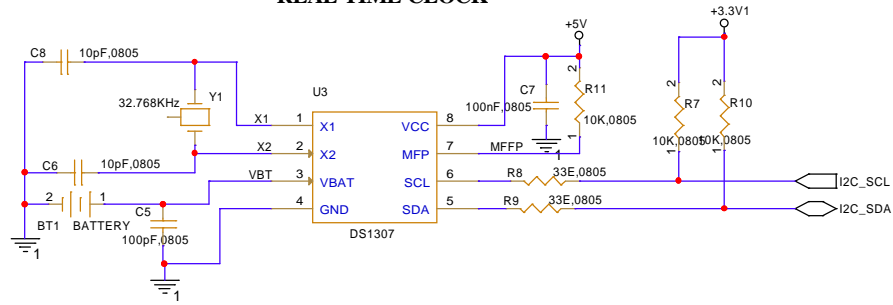 REAL TIME CLOCK
+5V
+3.3V1
C8
10pF,0805
U3
C7
100nF,0805
2
R11
1
10K,0805
2
R7
1
10K,0805
2
R10
1
10K,0805
32.768KHz
Y1
X1
1
X1
VCC
8
X2
2
X2
MFP
7
MFFP
1
C6
10pF,0805
VBT
3
VBAT
SCL
6
R8
33E,0805
I2C_SCL
2
1
BT1
BATTERY
C5
100pF,0805
4
GND
SDA
5
R9
33E,0805
I2C_SDA
DS1307
1
1